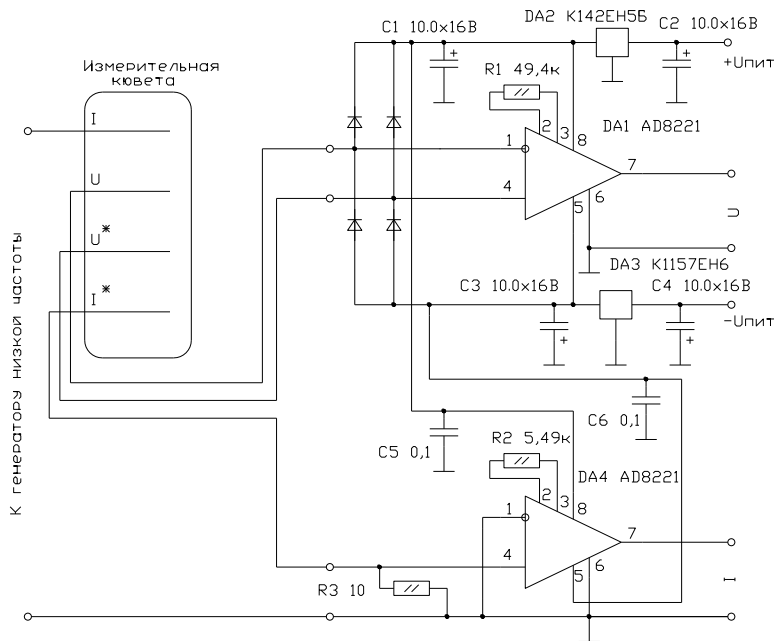 C1 10.0x16В
DA2 К142ЕН5Б
C2 10.0x16В
+Uпит
Измерительная
кювета
R1 49,4к
I
2
3
8
DA1 AD8221
1
7
U
4
5
6
U
U
*
DA3 К1157ЕН6
C3 10.0x16В
C4 10.0x16В
I
*
-Uпит
К генератору низкой частоты
C6 0,1
R2 5,49к
C5 0,1
DA4 AD8221
2
3
8
1
7
4
5
6
I
R3 10